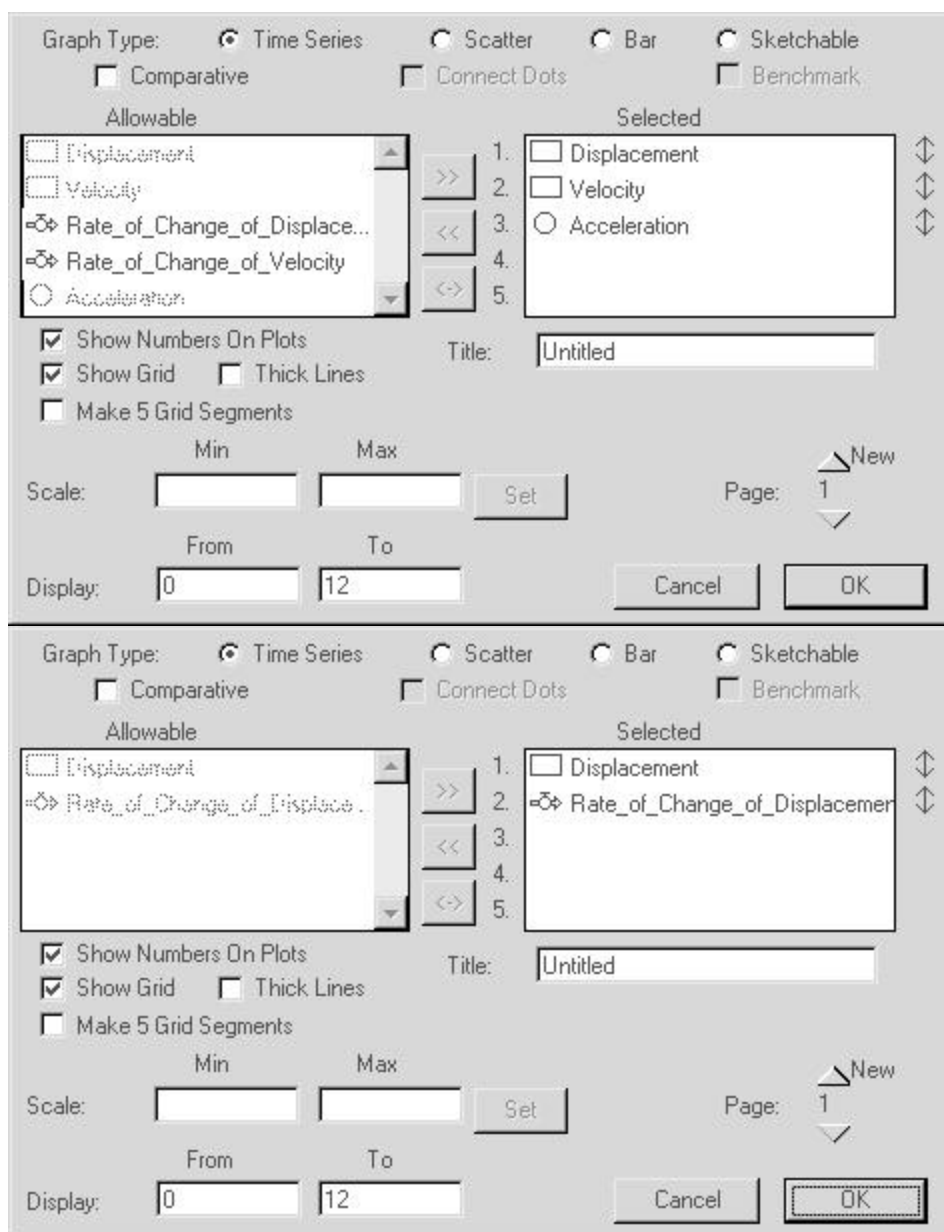 Graph Type: Time Series Scatter Bar Sketchable
Comparative Connect Dots Benchmark
Allowable Selected
Displacement >> 1. Displacement
Velocity 2. Velocity
Rate_of_Change_of_Displace... << 3. Acceleration
Rate_of_Change_of_Velocity 4.
Acceleration <-> 5.
Show Numbers On Plots
Title: Untitled
Show Grid Thick Lines
Make 5 Grid Segments
Min Max New
Scale: Set Page: 1
From To
Display: 0 12 Cancel OK
Graph Type: Time Series Scatter Bar Sketchable
Comparative Connect Dots Benchmark
Allowable Selected
Displacement >> 1. Displacement
Rate_of_Change_of_Displace... 2. Rate_of_Change_of_Displacemen
<< 3.
4.
<-> 5.
Show Numbers On Plots
Title: Untitled
Show Grid Thick Lines
Make 5 Grid Segments
Min Max New
Scale: Set Page: 1
From To
Display: 0 12 Cancel OK